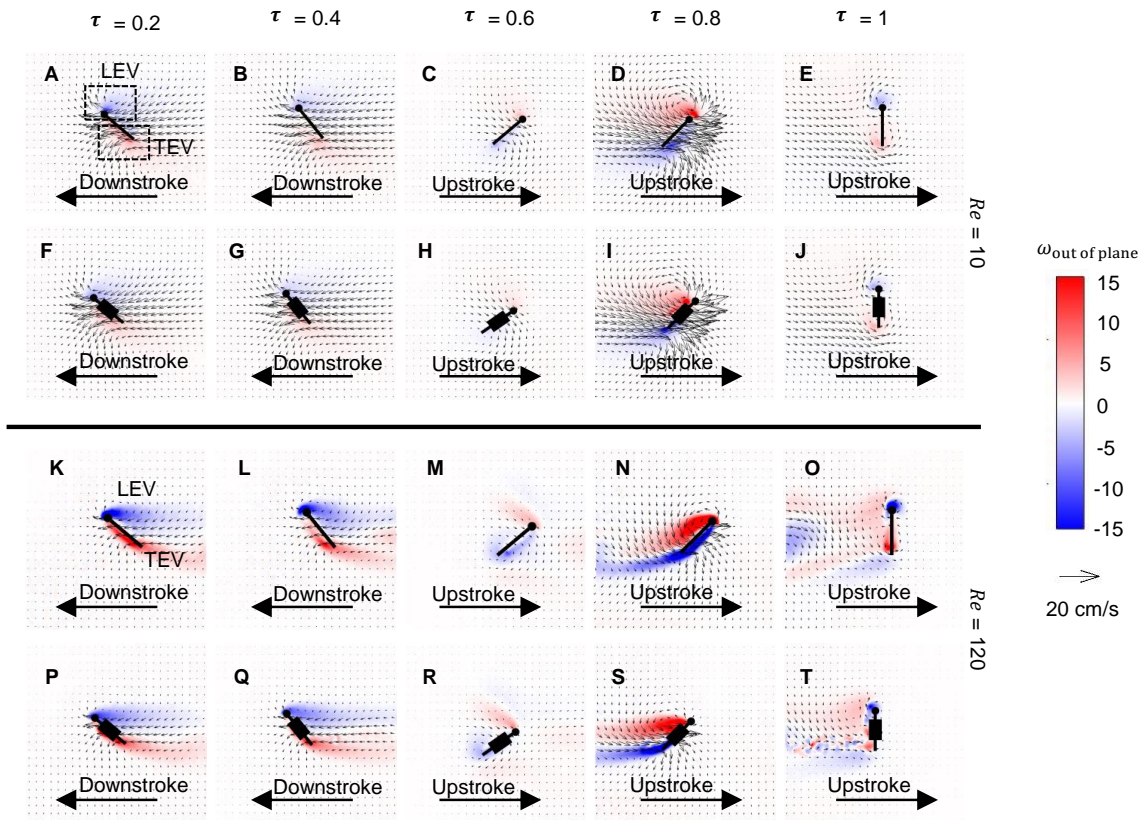 τ = 0.2
τ = 0.4
τ = 0.6
τ = 0.8
τ = 1
A
LEV
TEV
Downstroke
B
Downstroke
C
Upstroke
D
Upstroke
E
Upstroke
Re = 10
F
Downstroke
G
Downstroke
H
Upstroke
I
Upstroke
J
Upstroke
ω out of plane
15
10
5
0
-5
-10
-15
20 cm/s
K
LEV
TEV
Downstroke
L
Downstroke
M
Upstroke
N
Upstroke
O
Upstroke
Re = 120
P
Downstroke
Q
Downstroke
R
Upstroke
S
Upstroke
T
Upstroke